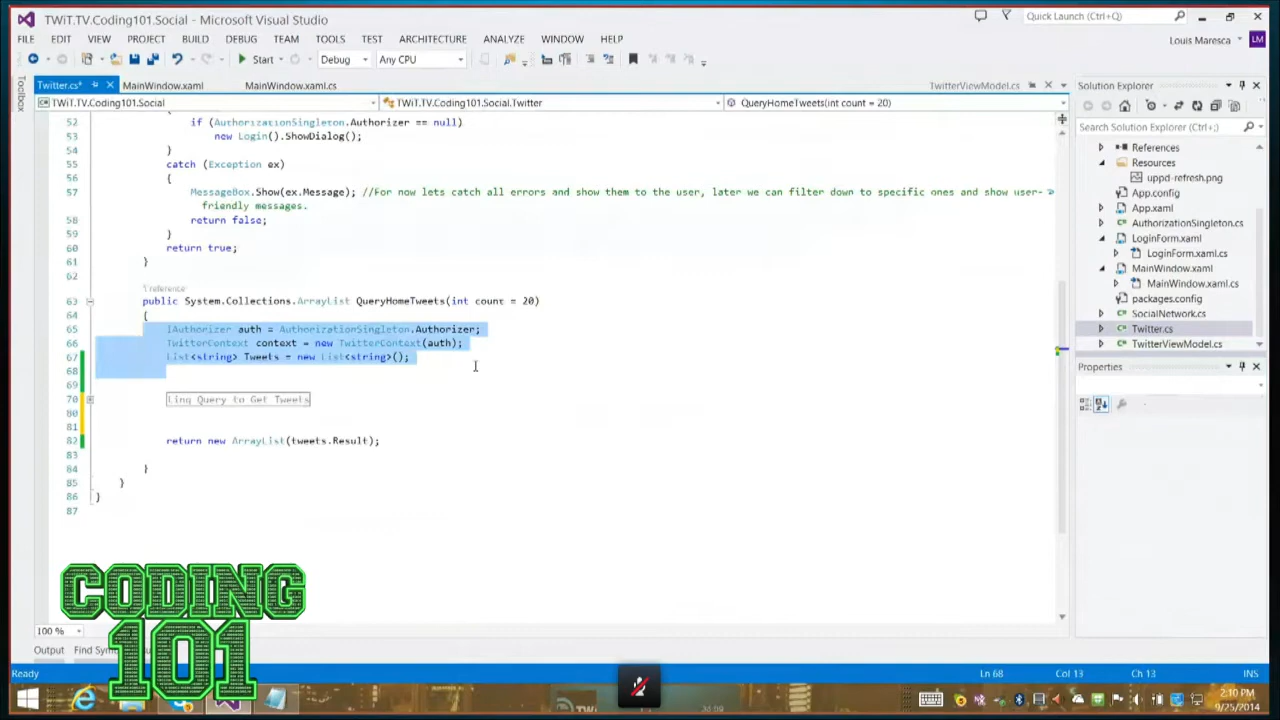 TWiT.TV.Coding101.Social - Microsoft Visual Studio
Quick Launch (Ctrl+Q)
FILE EDIT VIEW PROJECT BUILD DEBUG TEAM TOOLS TEST ARCHITECTURE ANALYZE WINDOW HELP
Louis Maresca LM
Start Debug Any CPU
Toolbox
Twitter.cs* MainWindow.xaml MainWindow.xaml.cs TwitterViewModel.cs
TWiT.TV.Coding101.Social TWiT.TV.Coding101.Social.Twitter QueryHomeTweets(int count = 20)
52 if (AuthorizationSingleton.Authorizer == null)
53 new Login().ShowDialog();
54 }
55 catch (Exception ex)
56 {
57 MessageBox.Show(ex.Message); //For now lets catch all errors and show them to the user, later we can filter down to specific ones and show user-
friendly messages.
58 return false;
59 }
60 return true;
61 }
62
1 reference
63 public System.Collections.ArrayList QueryHomeTweets(int count = 20)
64 {
65 IAuthorizer auth = AuthorizationSingleton.Authorizer;
66 TwitterContext context = new TwitterContext(auth);
67 List<string> Tweets = new List<string>();
68
69
70 Linq Query to Get Tweets
80
81
82 return new ArrayList(tweets.Result);
83
84 }
85 }
86 }
87
Solution Explorer
Search Solution Explorer (Ctrl+;)
References
Resources
uppd-refresh.png
App.config
App.xaml
AuthorizationSingleton.cs
LoginForm.xaml
LoginForm.xaml.cs
MainWindow.xaml
MainWindow.xaml.cs
packages.config
SocialNetwork.cs
Twitter.cs
TwitterViewModel.cs
Properties
CODING
101
100 %
Output Find Sym
Ready Ln 68 Col 13 Ch 13 INS
2:10 PM
9/25/2014